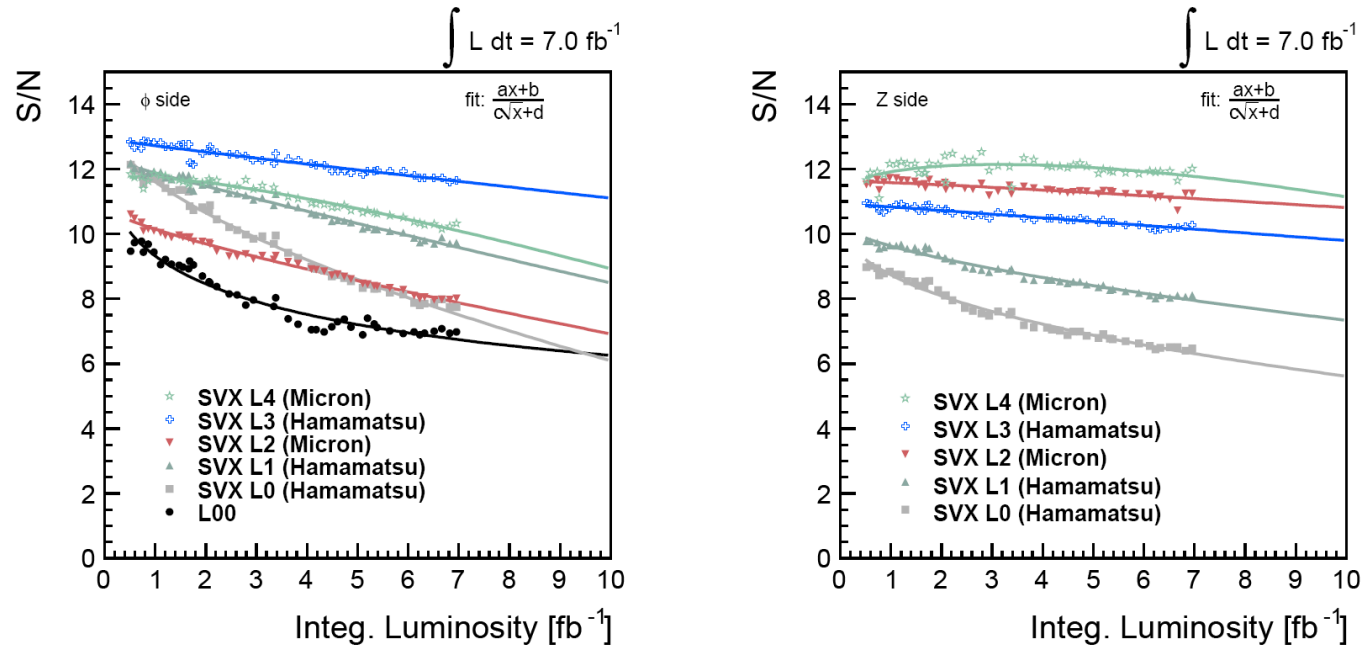 ∫ L dt = 7.0 fb⁻¹
S/N
ϕ side
fit: ax+b / c√x+d
14
12
10
8
6
4
2
0
SVX L4 (Micron)
SVX L3 (Hamamatsu)
SVX L2 (Micron)
SVX L1 (Hamamatsu)
SVX L0 (Hamamatsu)
L00
0 1 2 3 4 5 6 7 8 9 10
Integ. Luminosity [fb⁻¹]
∫ L dt = 7.0 fb⁻¹
S/N
Z side
fit: ax+b / c√x+d
14
12
10
8
6
4
2
0
SVX L4 (Micron)
SVX L3 (Hamamatsu)
SVX L2 (Micron)
SVX L1 (Hamamatsu)
SVX L0 (Hamamatsu)
0 1 2 3 4 5 6 7 8 9 10
Integ. Luminosity [fb⁻¹]